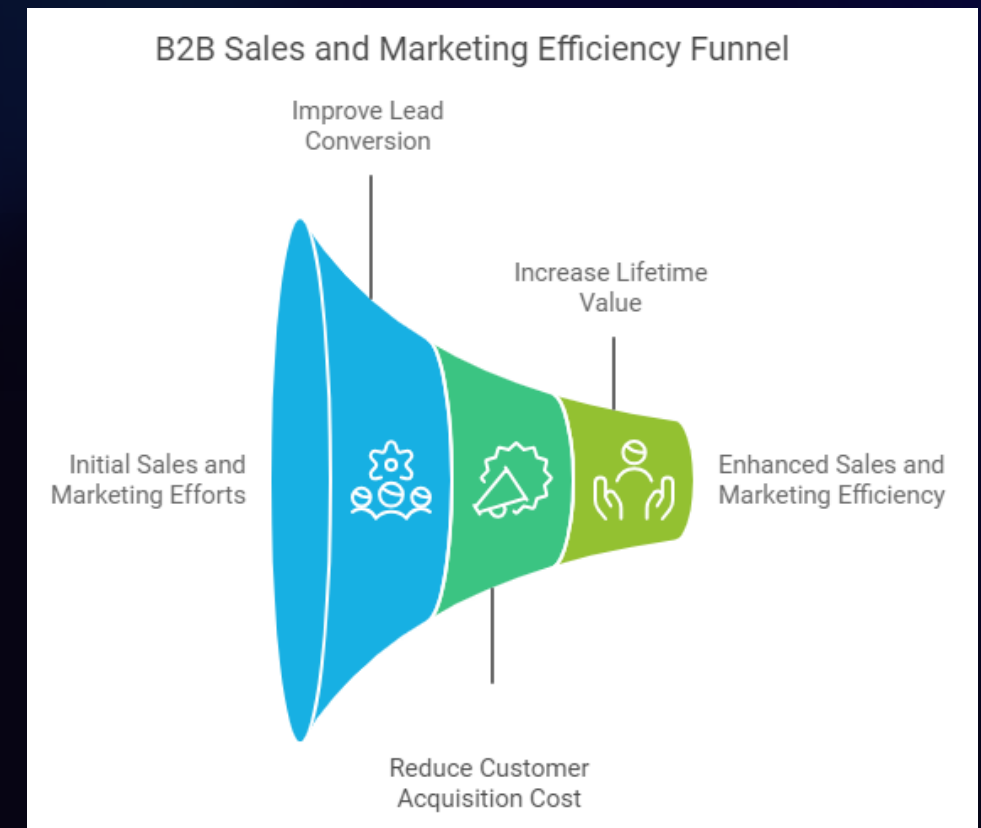 B2B Sales and Marketing Efficiency Funnel
Improve Lead
Conversion
Increase Lifetime
Value
Initial Sales and
Marketing Efforts
Enhanced Sales and
Marketing Efficiency
Reduce Customer
Acquisition Cost